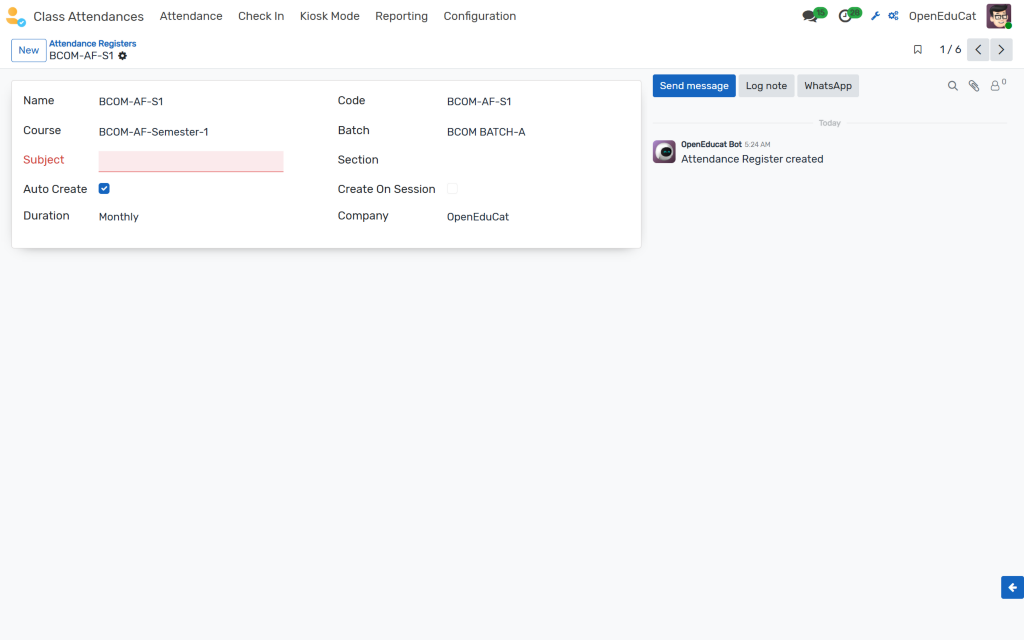 Class Attendances Attendance Check In Kiosk Mode Reporting Configuration 15 28 OpenEduCat
New Attendance Registers
BCOM-AF-S1
1 / 6
Name BCOM-AF-S1 Code BCOM-AF-S1
Course BCOM-AF-Semester-1 Batch BCOM BATCH-A
Subject Section
Auto Create Create On Session
Duration Monthly Company OpenEduCat
Send message Log note WhatsApp 0
Today
OpenEducat Bot 5:24 AM
Attendance Register created